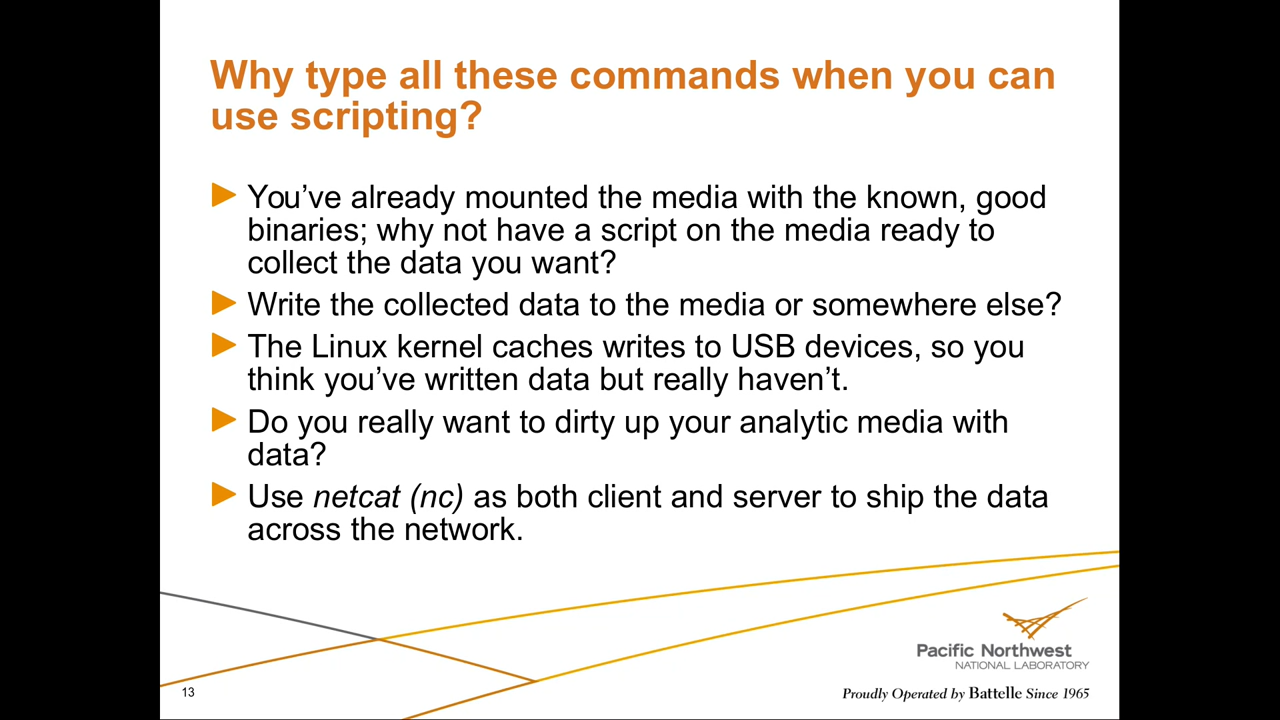 Why type all these commands when you can
use scripting?
You’ve already mounted the media with the known, good
binaries; why not have a script on the media ready to
collect the data you want?
Write the collected data to the media or somewhere else?
The Linux kernel caches writes to USB devices, so you
think you’ve written data but really haven’t.
Do you really want to dirty up your analytic media with
data?
Use netcat (nc) as both client and server to ship the data
across the network.
Pacific Northwest
NATIONAL LABORATORY
13
Proudly Operated by Battelle Since 1965